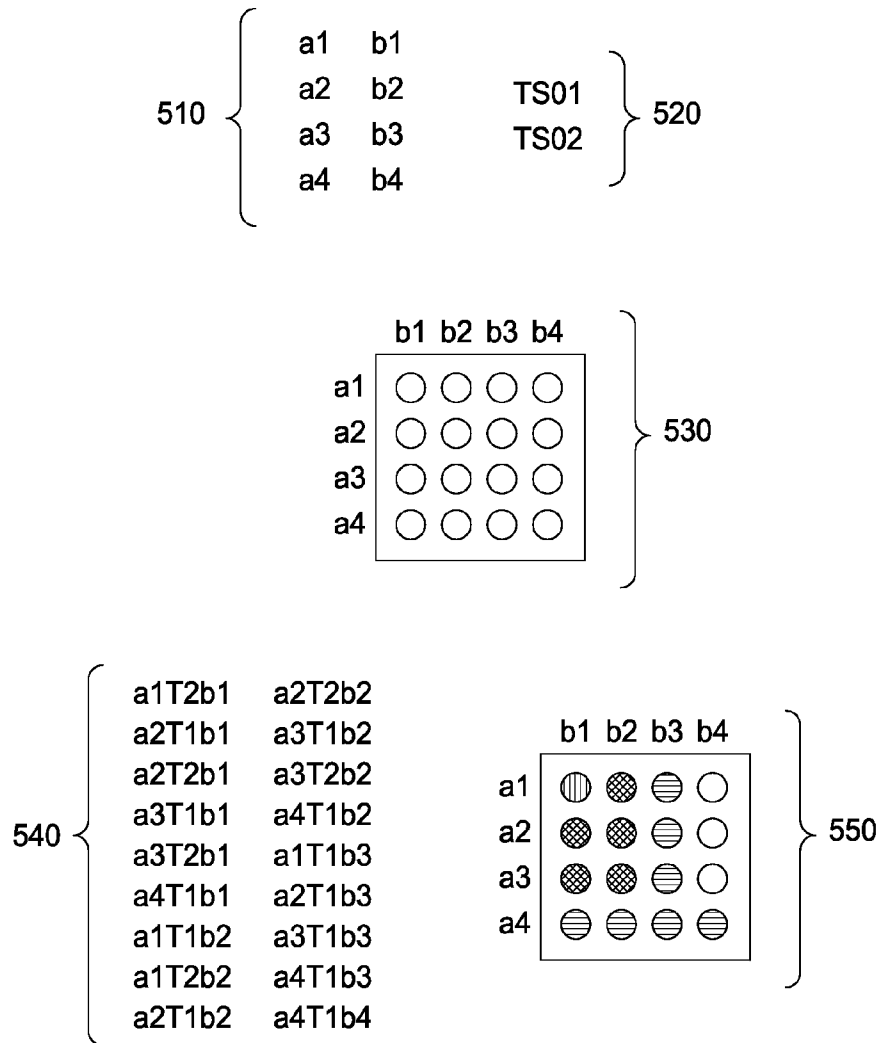 a1 b1
a2 b2 TS01
510 520
a3 b3 TS02
a4 b4
b1 b2 b3 b4
a1
a2
530
a3
a4
a1T2b1 a2T2b2
a2T1b1 a3T1b2
b1 b2 b3 b4
a2T2b1 a3T2b2
a1
a3T1b1 a4T1b2
540 a2 550
a3T2b1 a1T1b3
a3
a4T1b1 a2T1b3
a4
a1T1b2 a3T1b3
a1T2b2 a4T1b3
a2T1b2 a4T1b4